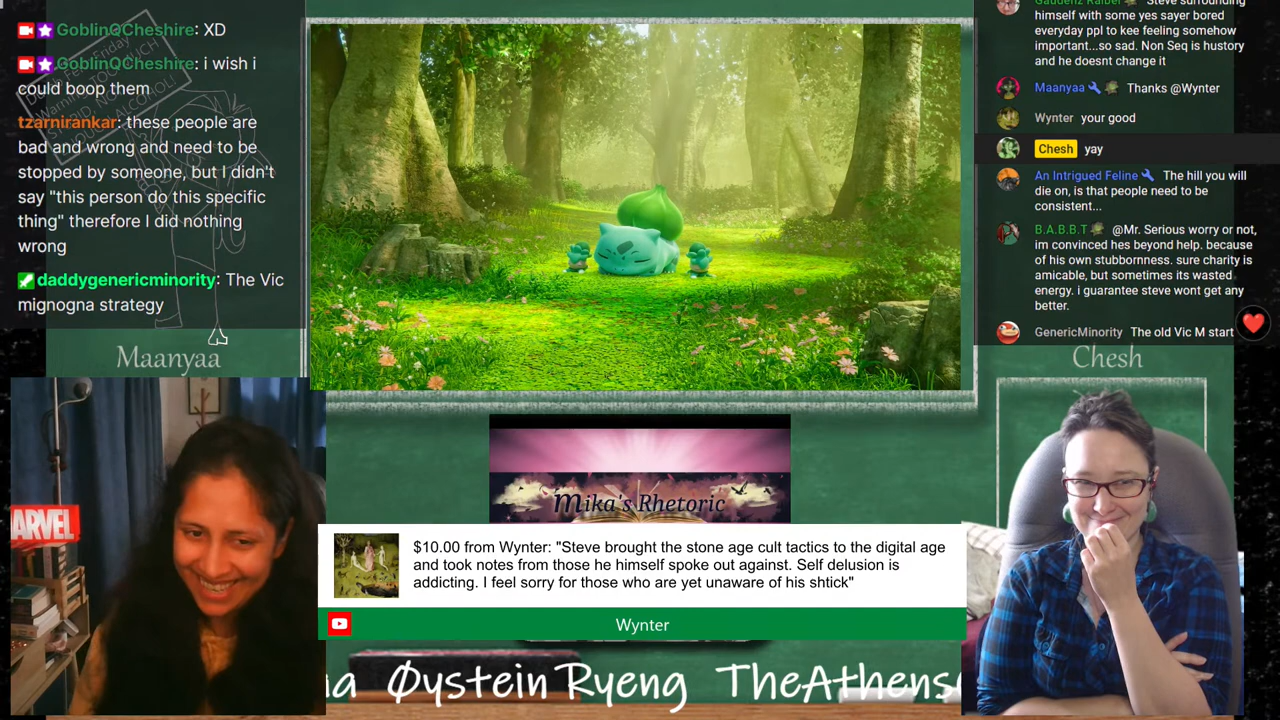 GoblinQCheshire: XD
GoblinQCheshire: i wish i
could boop them
tzarnirankar: these people are
bad and wrong and need to be
stopped by someone, but I didn't
say "this person do this specific
thing" therefore I did nothing
wrong
daddygenericminority: The Vic
mignogna strategy
Maanyaa
ARVEL
Mika's Rhetoric
$10.00 from Wynter: "Steve brought the stone age cult tactics to the digital age
and took notes from those he himself spoke out against. Self delusion is
addicting. I feel sorry for those who are yet unaware of his shtick"
Wynter
na Øystein Ryeng TheAthens
Steve surrounding
himself with some yes sayer bored
everyday ppl to kee feeling somehow
important...so sad. Non Seq is hustory
and he doesnt change it
Maanyaa Thanks @Wynter
Wynter your good
Chesh yay
An Intrigued Feline The hill you will
die on, is that people need to be
consistent...
B.A.B.B.T @Mr. Serious worry or not,
im convinced hes beyond help. because
of his own stubbornness. sure charity is
amicable, but sometimes its wasted
energy. i guarantee steve wont get any
better.
GenericMinority The old Vic M start
Chesh